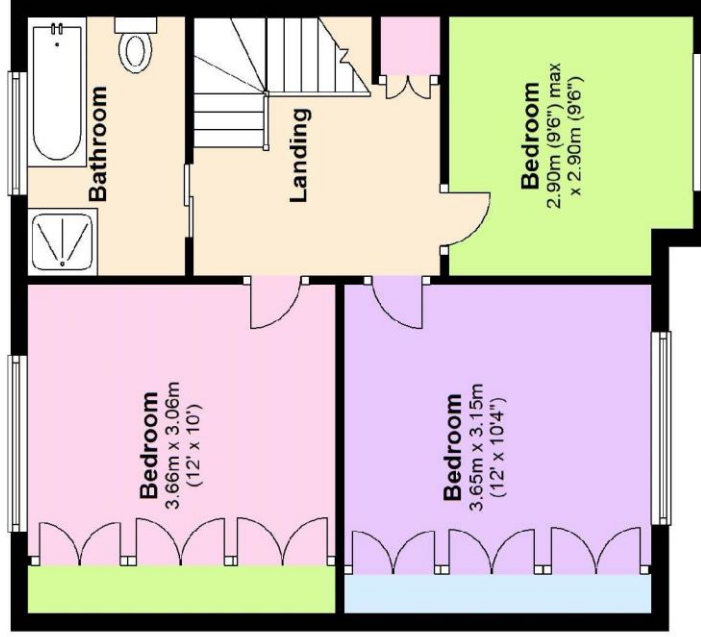 Bathroom
Landing
Bedroom
2.90m (9'6") max
x 2.90m (9'6")
Bedroom
3.66m x 3.06m
(12' x 10')
Bedroom
3.65m x 3.15m
(12' x 10'4")